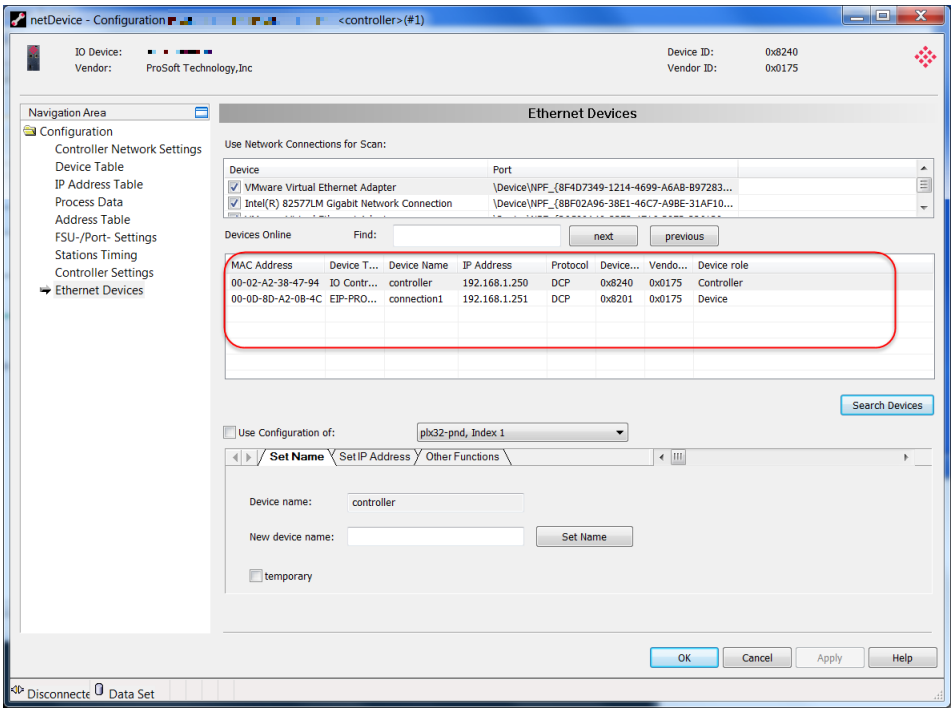 netDevice - Configuration <controller>(#1)
IO Device:
Device ID: 0x8240
Vendor: ProSoft Technology,Inc
Vendor ID: 0x0175
Navigation Area
Ethernet Devices
Configuration
Controller Network Settings
Device Table
IP Address Table
Process Data
Address Table
FSU-/Port- Settings
Stations Timing
Controller Settings
Ethernet Devices
Use Network Connections for Scan:
Device Port
VMware Virtual Ethernet Adapter \Device\NPF_{8F4D7349-1214-4699-A6AB-B97283...
Intel(R) 82577LM Gigabit Network Connection \Device\NPF_{8BF02A96-38E1-46C7-A9BE-31AF10...
Devices Online Find: next previous
MAC Address Device T... Device Name IP Address Protocol Device... Vendo... Device role
00-02-A2-38-47-94 IO Contr... controller 192.168.1.250 DCP 0x8240 0x0175 Controller
00-0D-8D-A2-0B-4C EIP-PRO... connection1 192.168.1.251 DCP 0x8201 0x0175 Device
Search Devices
Use Configuration of: plx32-pnd, Index 1
Set Name Set IP Address Other Functions
Device name: controller
New device name: Set Name
temporary
OK Cancel Apply Help
Disconnecte Data Set